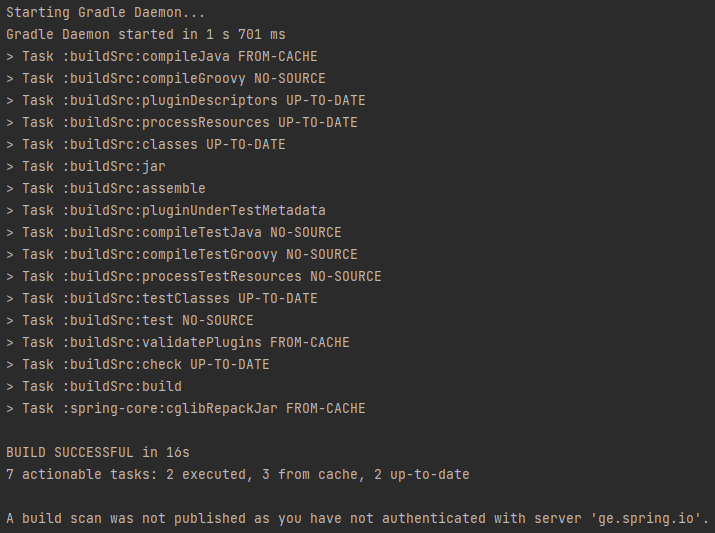 Starting Gradle Daemon...
Gradle Daemon started in 1 s 701 ms
> Task :buildSrc:compileJava FROM-CACHE
> Task :buildSrc:compileGroovy NO-SOURCE
> Task :buildSrc:pluginDescriptors UP-TO-DATE
> Task :buildSrc:processResources UP-TO-DATE
> Task :buildSrc:classes UP-TO-DATE
> Task :buildSrc:jar
> Task :buildSrc:assemble
> Task :buildSrc:pluginUnderTestMetadata
> Task :buildSrc:compileTestJava NO-SOURCE
> Task :buildSrc:compileTestGroovy NO-SOURCE
> Task :buildSrc:processTestResources NO-SOURCE
> Task :buildSrc:testClasses UP-TO-DATE
> Task :buildSrc:test NO-SOURCE
> Task :buildSrc:validatePlugins FROM-CACHE
> Task :buildSrc:check UP-TO-DATE
> Task :buildSrc:build
> Task :spring-core:cglibRepackJar FROM-CACHE
BUILD SUCCESSFUL in 16s
7 actionable tasks: 2 executed, 3 from cache, 2 up-to-date
A build scan was not published as you have not authenticated with server 'ge.spring.io'.